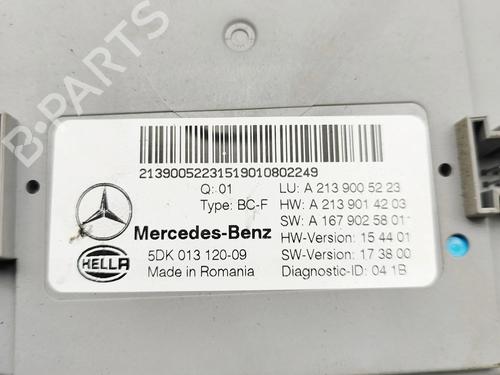 B-PARTS
21390052231519010802249
Q: 01
Type: BC-F
Mercedes-Benz
HELLA
5DK 013 120-09
Made in Romania
LU: A 213 900 52 23
HW: A 213 901 42 03
SW: A 167 902 58 01
HW-Version: 15 44 01
SW-Version: 17 38 00
Diagnostic-ID: 04 1B